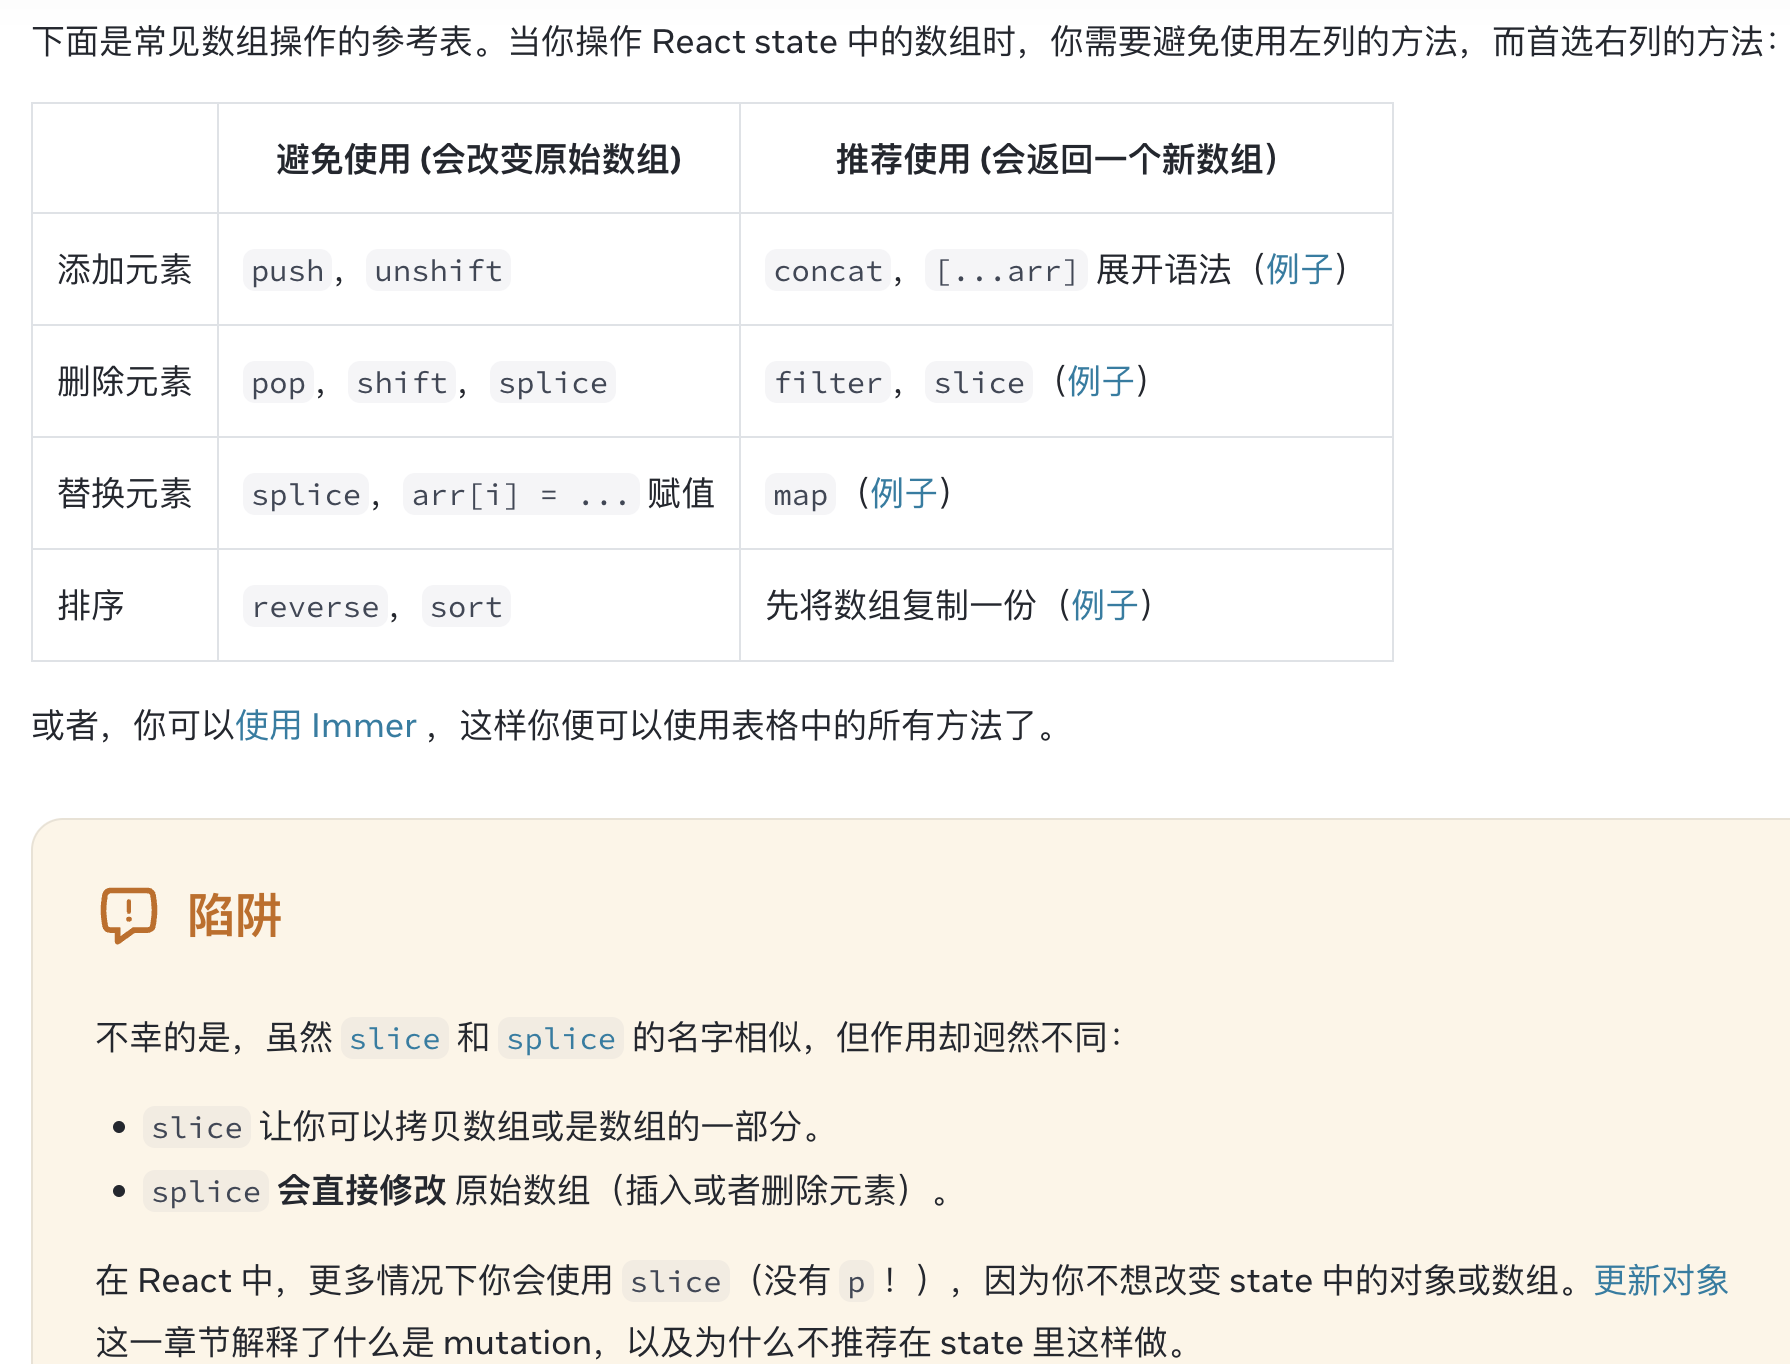 下面是常见数组操作的参考表。当你操作 React state 中的数组时，你需要避免使用左列的方法，而首选右列的方法：
避免使用 (会改变原始数组) 推荐使用 (会返回一个新数组）
添加元素 push，unshift concat，[...arr] 展开语法（例子）
删除元素 pop，shift，splice filter，slice（例子）
替换元素 splice，arr[i] = ... 赋值 map（例子）
排序 reverse，sort 先将数组复制一份（例子）
或者，你可以使用 Immer ，这样你便可以使用表格中的所有方法了。
陷阱
不幸的是，虽然 slice 和 splice 的名字相似，但作用却迥然不同：
• slice 让你可以拷贝数组或是数组的一部分。
• splice 会直接修改 原始数组（插入或者删除元素）。
在 React 中，更多情况下你会使用 slice（没有 p ！），因为你不想改变 state 中的对象或数组。更新对象
这一章节解释了什么是 mutation，以及为什么不推荐在 state 里这样做。